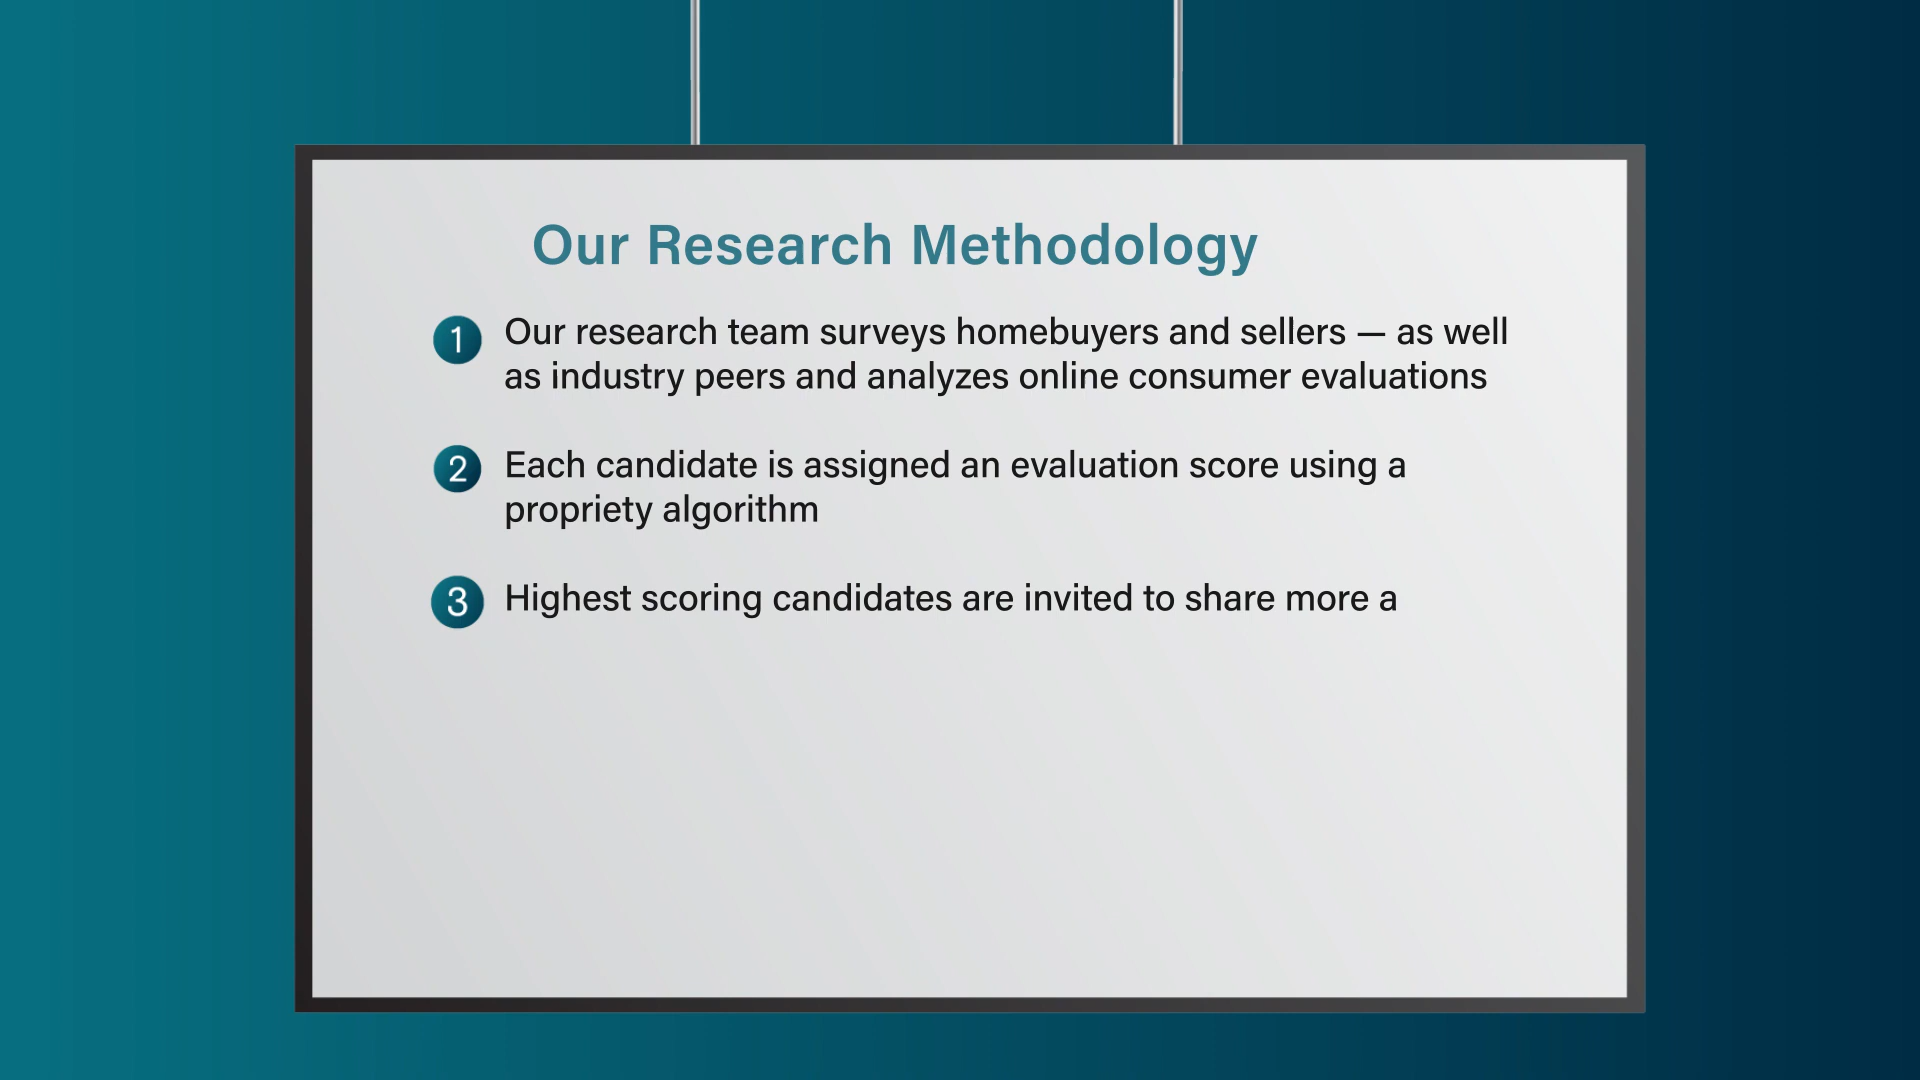 Our Research Methodology
1 Our research team surveys homebuyers and sellers — as well
as industry peers and analyzes online consumer evaluations
2 Each candidate is assigned an evaluation score using a
propriety algorithm
3 Highest scoring candidates are invited to share more a